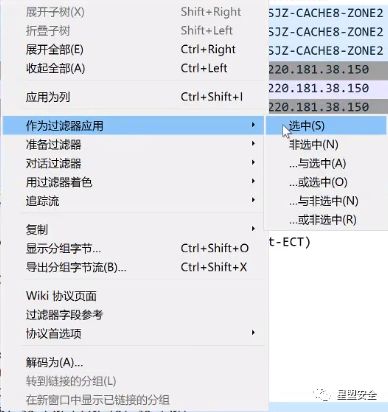 展开子树(X) Shift+Right
折叠子树 Shift+Left
展开全部(E) Ctrl+Right
收起全部(A) Ctrl+Left
应用为列 Ctrl+Shift+I
作为过滤器应用
准备过滤器
对话过滤器
用过滤器着色
追踪流
复制
显示分组字节... Ctrl+Shift+O
导出分组字节流(B)... Ctrl+Shift+X
Wiki 协议页面
过滤器字段参考
协议首选项
解码为(A)...
转到链接的分组(L)
在新窗口中显示已链接的分组
SJZ-CACHE8-ZONE2
SJZ-CACHE8-ZONE2
SJZ-CACHE8-ZONE2
220.181.38.150
220.181.38.150
220.181.38.150
选中(S)
非选中(N)
...与选中(A)
...或选中(O)
...与非选中(N)
...或非选中(R)
t-ECT)
星盟安全